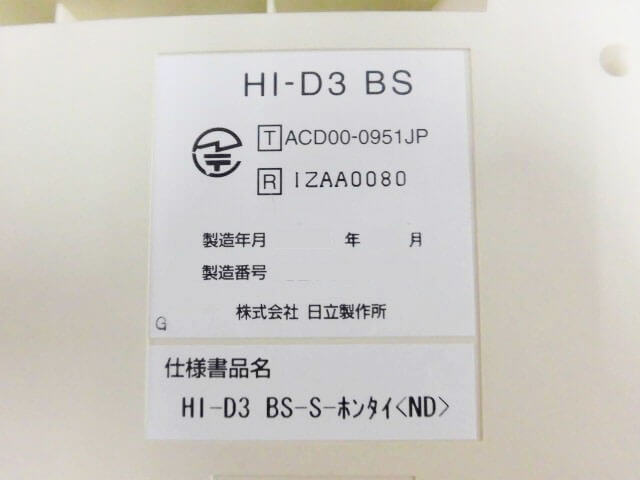 HI-D3 BS
T ACD00-0951JP
R IZAA0080
製造年月 年 月
製造番号
株式会社 日立製作所
G
仕様書品名
HI-D3 BS-S-ホンタイ<ND>